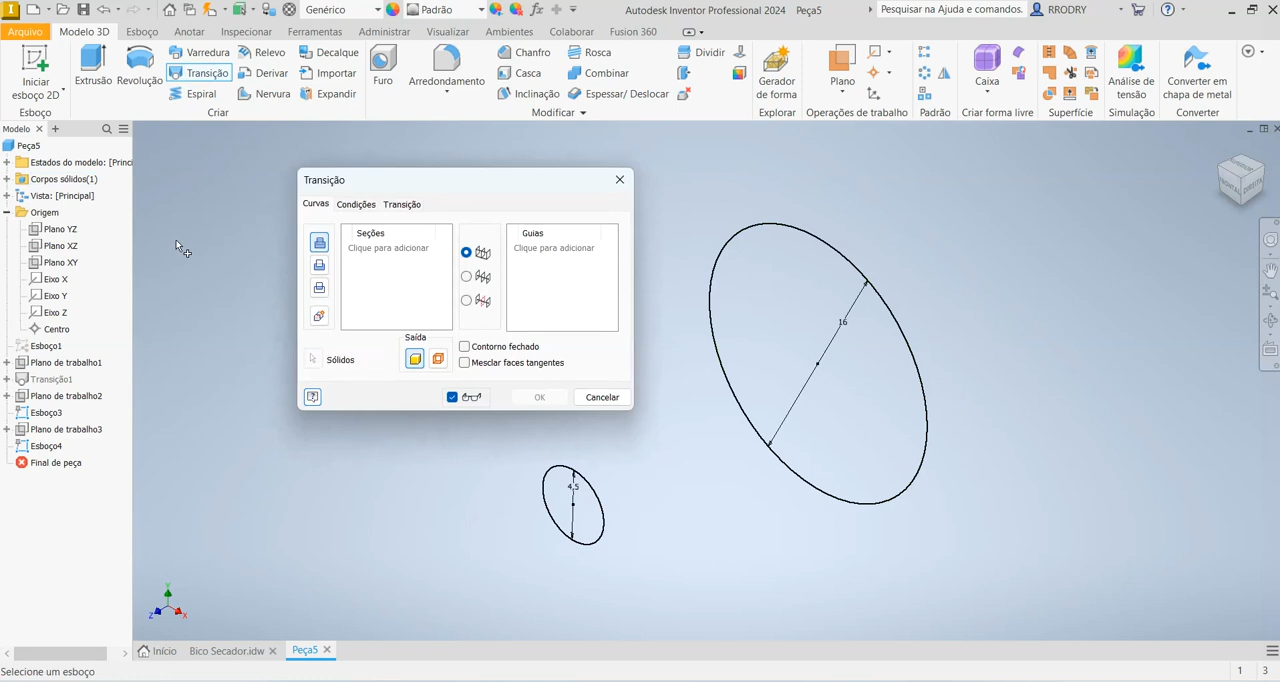 Genérico
Padrão
Autodesk Inventor Professional 2024 Peça5
Pesquisar na Ajuda e comandos.
RRODRY
Arquivo
Modelo 3D
Esboço
Anotar
Inspecionar
Ferramentas
Administrar
Visualizar
Ambientes
Colaborar
Fusion 360
Iniciar
esboço 2D
Esboço
Extrusão
Revolução
Varredura
Transição
Espiral
Relevo
Derivar
Nervura
Decalque
Importar
Expandir
Criar
Furo
Arredondamento
Chanfro
Casca
Inclinação
Rosca
Combinar
Espessar/ Deslocar
Dividir
Modificar
Gerador
de forma
Explorar
Plano
Operações de trabalho
Padrão
Caixa
Criar forma livre
Superfície
Análise de
tensão
Simulação
Converter em
chapa de metal
Converter
Modelo
Peça5
Estados do modelo: [Princi
Corpos sólidos(1)
Vista: [Principal]
Origem
Plano YZ
Plano XZ
Plano XY
Eixo X
Eixo Y
Eixo Z
Centro
Esboço1
Plano de trabalho1
Transição1
Plano de trabalho2
Esboço3
Plano de trabalho3
Esboço4
Final de peça
Transição
Curvas
Condições
Transição
Seções
Clique para adicionar
Guias
Clique para adicionar
Sólidos
Saída
Contorno fechado
Mesclar faces tangentes
OK
Cancelar
16
4,5
SUPERIOR
FRONTAL
DIREITA
Y
Z
X
Início
Bico Secador.idw
Peça5
Selecione um esboço
1
3